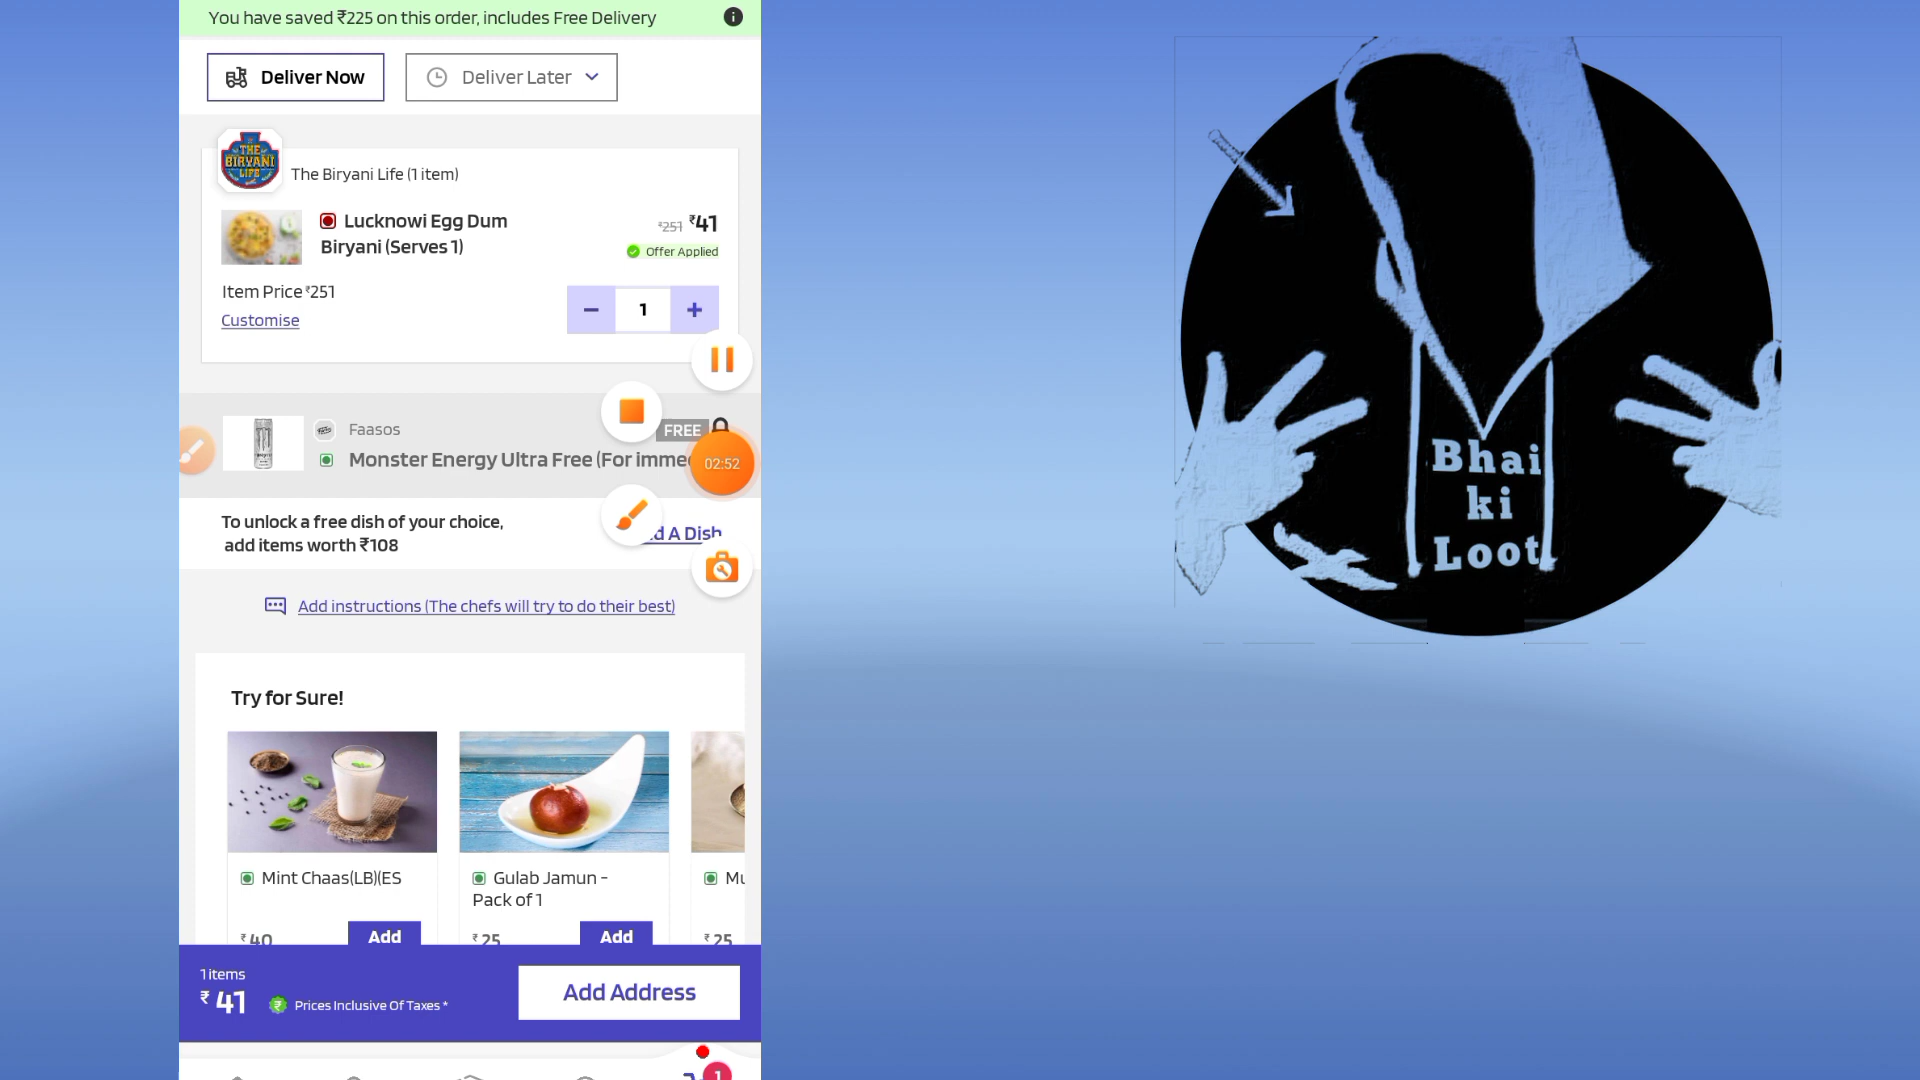 You have saved ₹225 on this order, includes Free Delivery
Deliver Now
Deliver Later
THE
BIRYANI
LIFE
The Biryani Life (1 item)
Lucknowi Egg Dum
Biryani (Serves 1)
₹251 ₹41
Offer Applied
Item Price ₹251
Customise
− 1 +
Faasos
FREE
Monster Energy Ultra Free (For imme
02:52
To unlock a free dish of your choice,
add items worth ₹108
d A Dish
Add instructions (The chefs will try to do their best)
Try for Sure!
Mint Chaas(LB)(ES
Gulab Jamun -
Pack of 1
Mu
₹40
Add
₹25
Add
₹25
1 items
₹41
Prices Inclusive Of Taxes *
Add Address
1
Bhai
ki
Loot